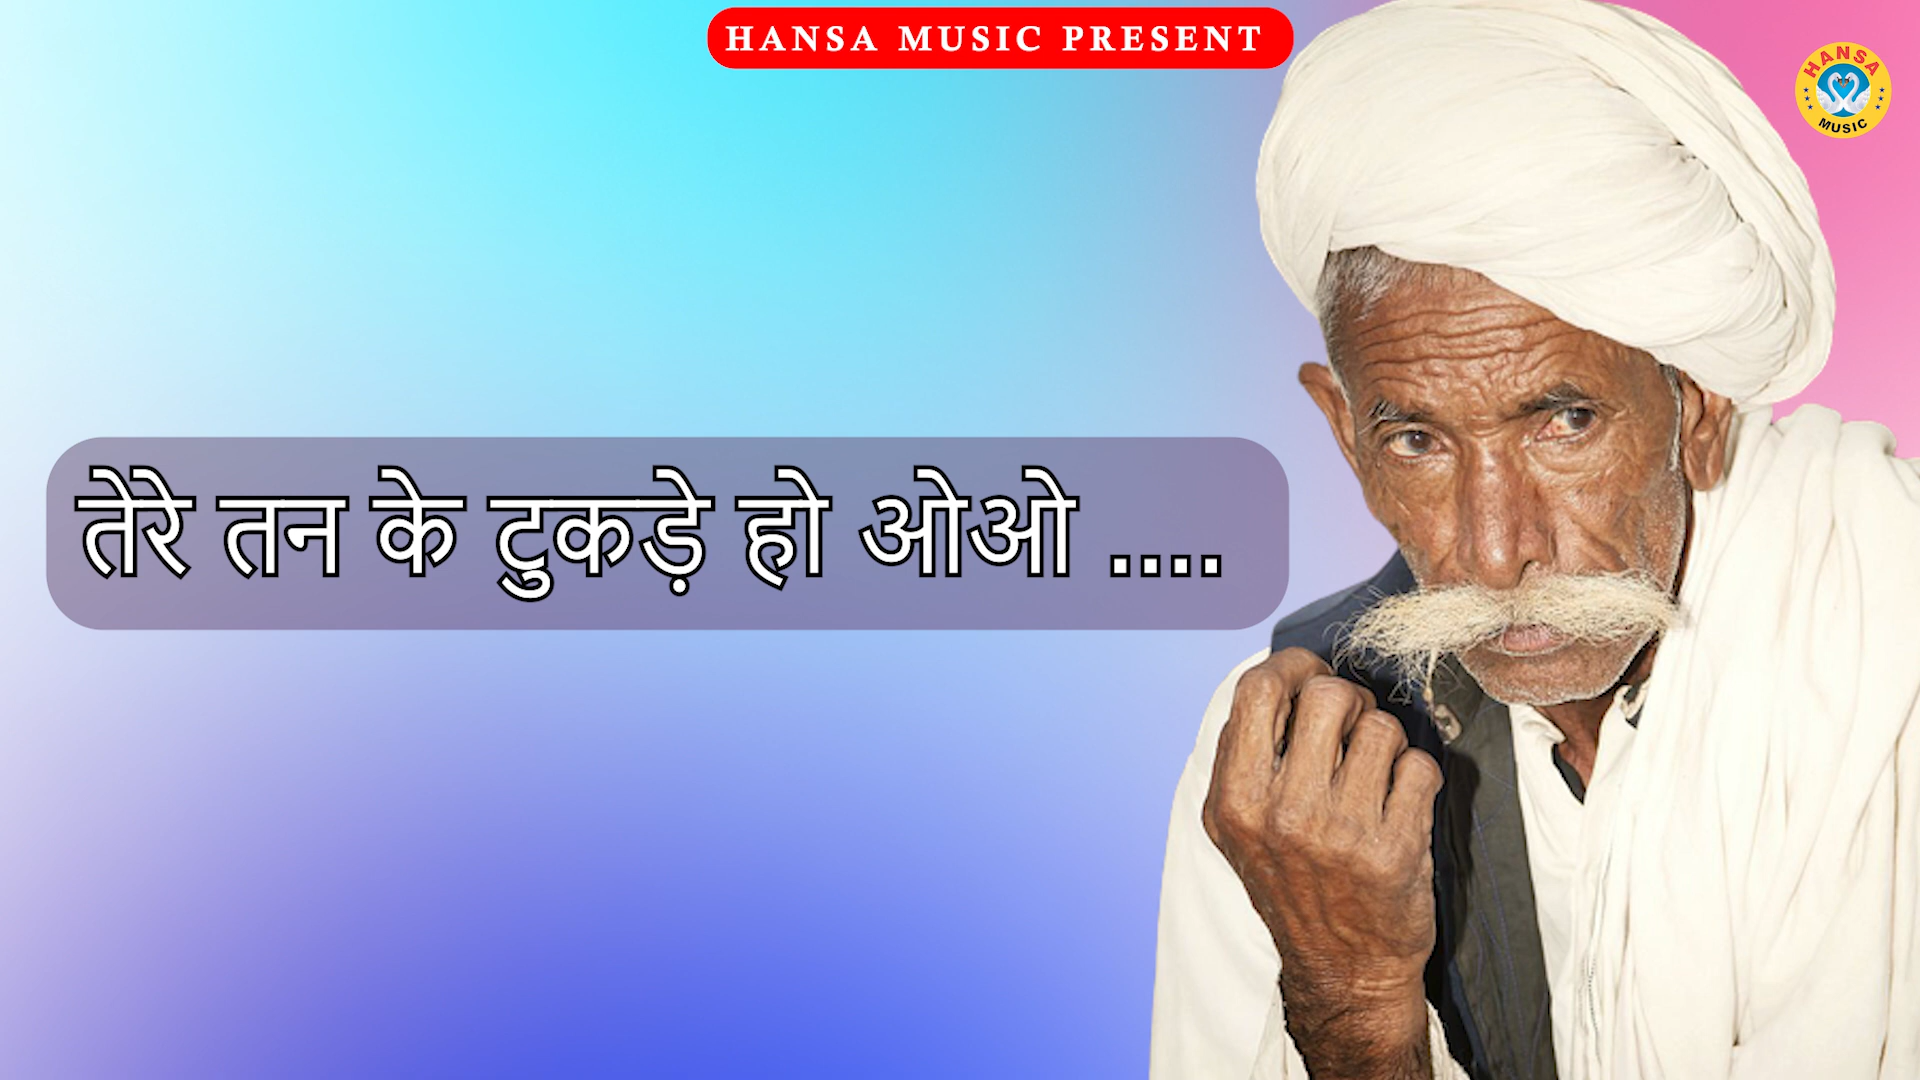 HANSA MUSIC PRESENT
HANSA
MUSIC
तेरे तन के टुकड़े हो ओओ ....